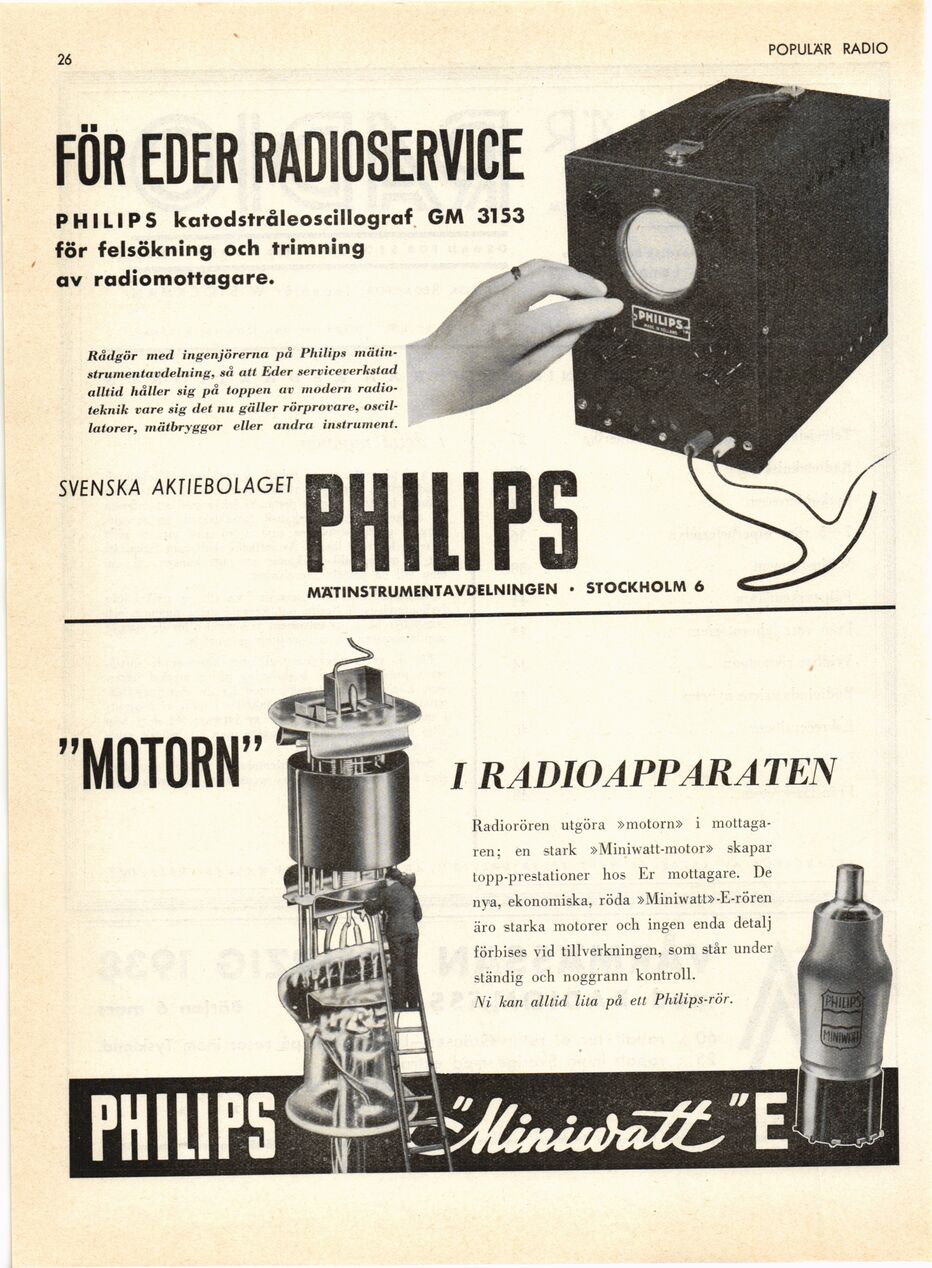 26
POPULÄR RADIO
FÖR EDER RADIOSERVICE
PHILIPS katodstråleoscillograf GM 3153
för felsökning och trimning
av radiomottagare.
PHILIPS
MADE IN HOLLAND
Rådgör med ingenjörerna på Philips mätin-
strumentavdelning, så att Eder serviceverkstad
alltid håller sig på toppen av modern radio-
teknik vare sig det nu gäller rörprovare, oscil-
latorer, mätbryggor eller andra instrument.
SVENSKA AKTIEBOLAGET
PHILIPS
MÄTINSTRUMENTAVDELNINGEN • STOCKHOLM 6
”MOTORN”
I RADIOAPPARATEN
Radiorören utgöra »motorn» i mottaga-
ren; en stark »Miniwatt-motor» skapar
topp-prestationer hos Er mottagare. De
nya, ekonomiska, röda »Miniwatt»-E-rören
äro starka motorer och ingen enda detalj
förbises vid tillverkningen, som står under
ständig och noggrann kontroll.
Ni kan alltid lita på ett Philips-rör.
PHILIPS
MINIWATT
PHILIPS "Miniwatt" E